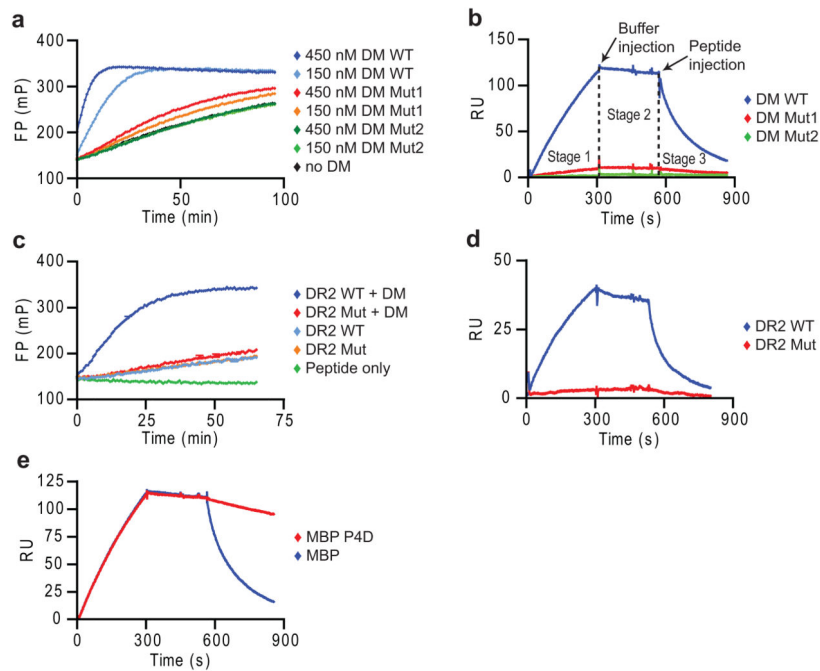 a
FP (mP)
400
300
200
100
0
50
100
Time (min)
450 nM DM WT
150 nM DM WT
450 nM DM Mut1
150 nM DM Mut1
450 nM DM Mut2
150 nM DM Mut2
no DM
b
Buffer
injection
Peptide
injection
RU
150
100
50
0
Stage 1
Stage 2
Stage 3
0
300
600
900
Time (s)
DM WT
DM Mut1
DM Mut2
c
FP (mP)
400
300
200
100
0
25
50
75
Time (min)
DR2 WT + DM
DR2 Mut + DM
DR2 WT
DR2 Mut
Peptide only
d
RU
50
25
0
0
300
600
900
Time (s)
DR2 WT
DR2 Mut
e
RU
125
100
75
50
25
0
0
300
600
900
Time (s)
MBP P4D
MBP